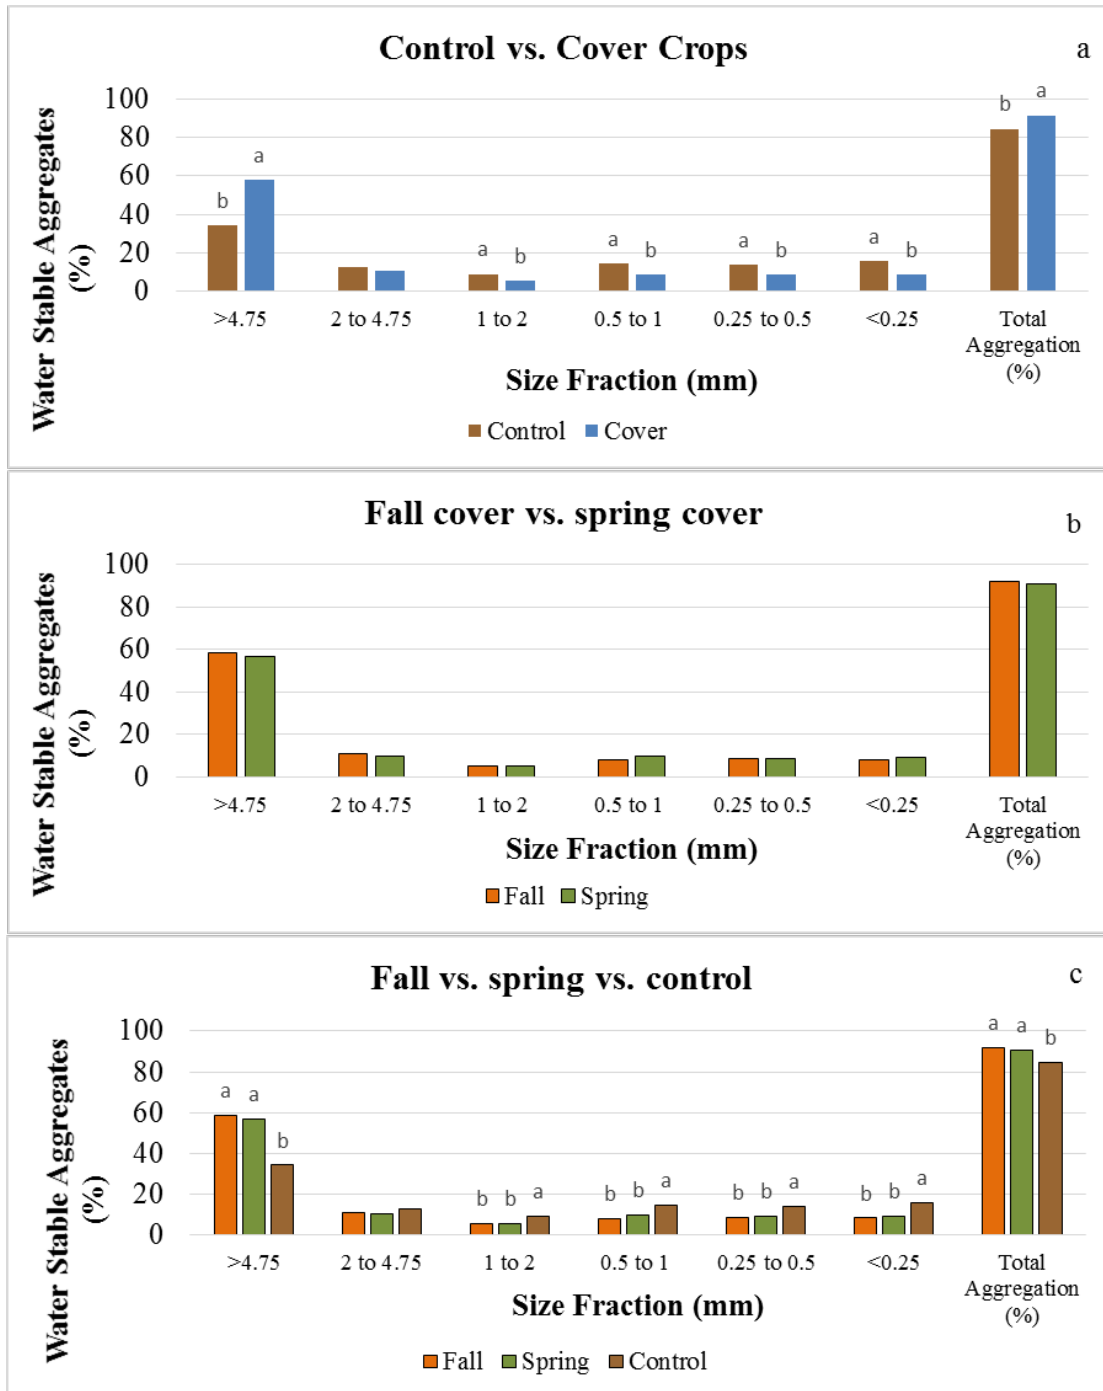 Control vs. Cover Crops
a
Water Stable Aggregates
(%)
100
80
60
40
20
0
b a
a b
a b
a b
a b
b a
>4.75 2 to 4.75 1 to 2 0.5 to 1 0.25 to 0.5 <0.25 Total
Aggregation
(%)
Size Fraction (mm)
Control Cover
Fall cover vs. spring cover
b
Water Stable Aggregates
(%)
100
80
60
40
20
0
>4.75 2 to 4.75 1 to 2 0.5 to 1 0.25 to 0.5 <0.25 Total
Aggregation
(%)
Size Fraction (mm)
Fall Spring
Fall vs. spring vs. control
c
Water Stable Aggregates
(%)
100
80
60
40
20
0
a a b
b b a
b b a
b b a
b b a
a a b
>4.75 2 to 4.75 1 to 2 0.5 to 1 0.25 to 0.5 <0.25 Total
Aggregation
(%)
Size Fraction (mm)
Fall Spring Control